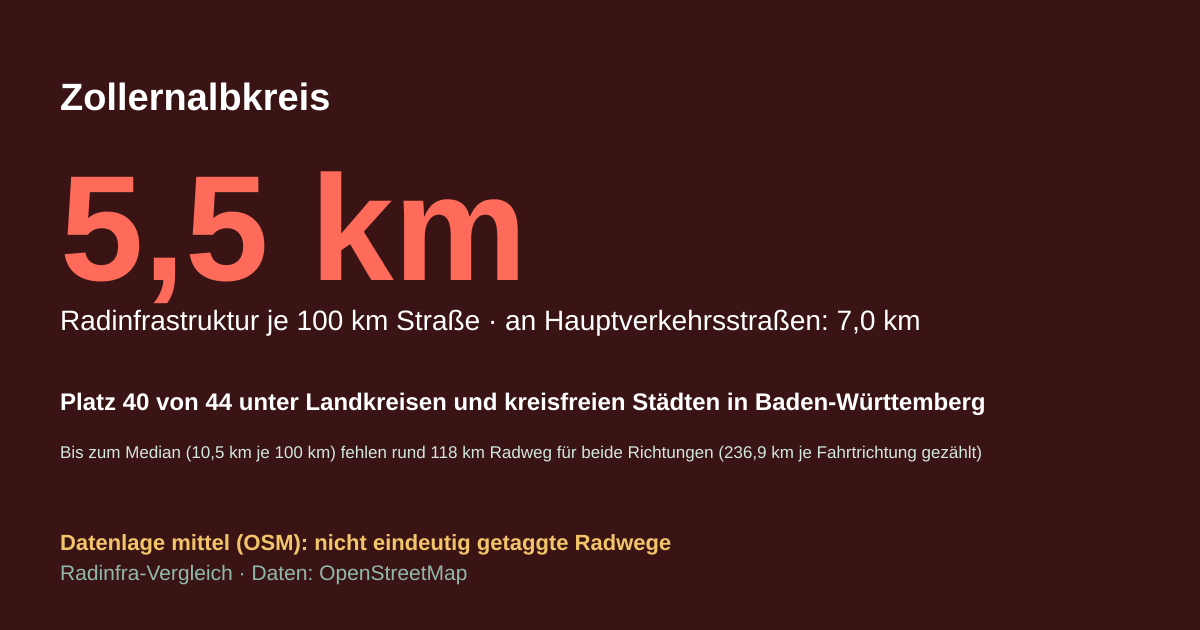 Zollernalbkreis
5,5 km
Radinfrastruktur je 100 km Straße · an Hauptverkehrsstraßen: 7,0 km
Platz 40 von 44 unter Landkreisen und kreisfreien Städten in Baden-Württemberg
Bis zum Median (10,5 km je 100 km) fehlen rund 118 km Radweg für beide Richtungen (236,9 km je Fahrtrichtung gezählt)
Datenlage mittel (OSM): nicht eindeutig getaggte Radwege
Radinfra-Vergleich · Daten: OpenStreetMap